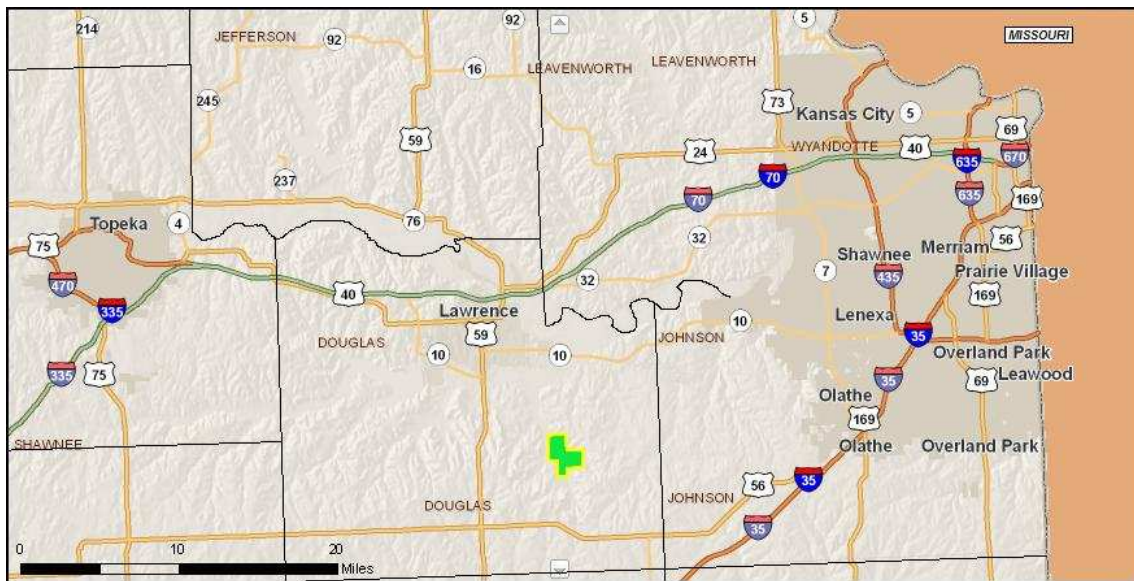 214
JEFFERSON
92
92
5
MISSOURI
16
LEAVENWORTH
LEAVENWORTH
245
73
Kansas City
5
59
69
WYANDOTTE
40
24
635
670
70
237
70
635
169
Topeka
4
76
75
32
Merriam
56
Shawnee
7
435
Prairie Village
470
32
40
169
335
Lawrence
Lenexa
10
59
35
DOUGLAS
JOHNSON
10
10
Overland Park
335
75
35
69
Leawood
Olathe
169
SHAWNEE
Olathe
Overland Park
56
35
DOUGLAS
JOHNSON
35
0
10
20
Miles